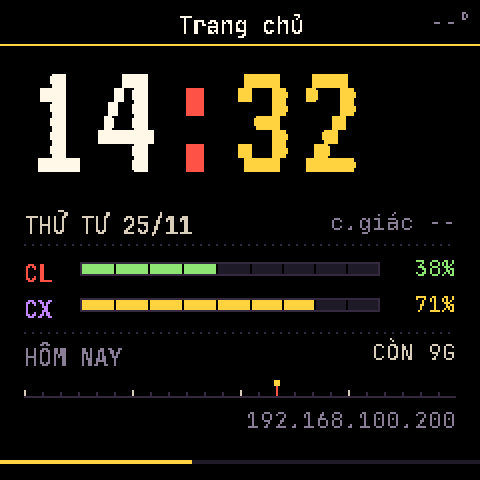 Trang chủ --°
14:32
THỨ TƯ 25/11 c.giác --
CL 38%
CX 71%
HÔM NAY CÒN 9G
192.168.100.200